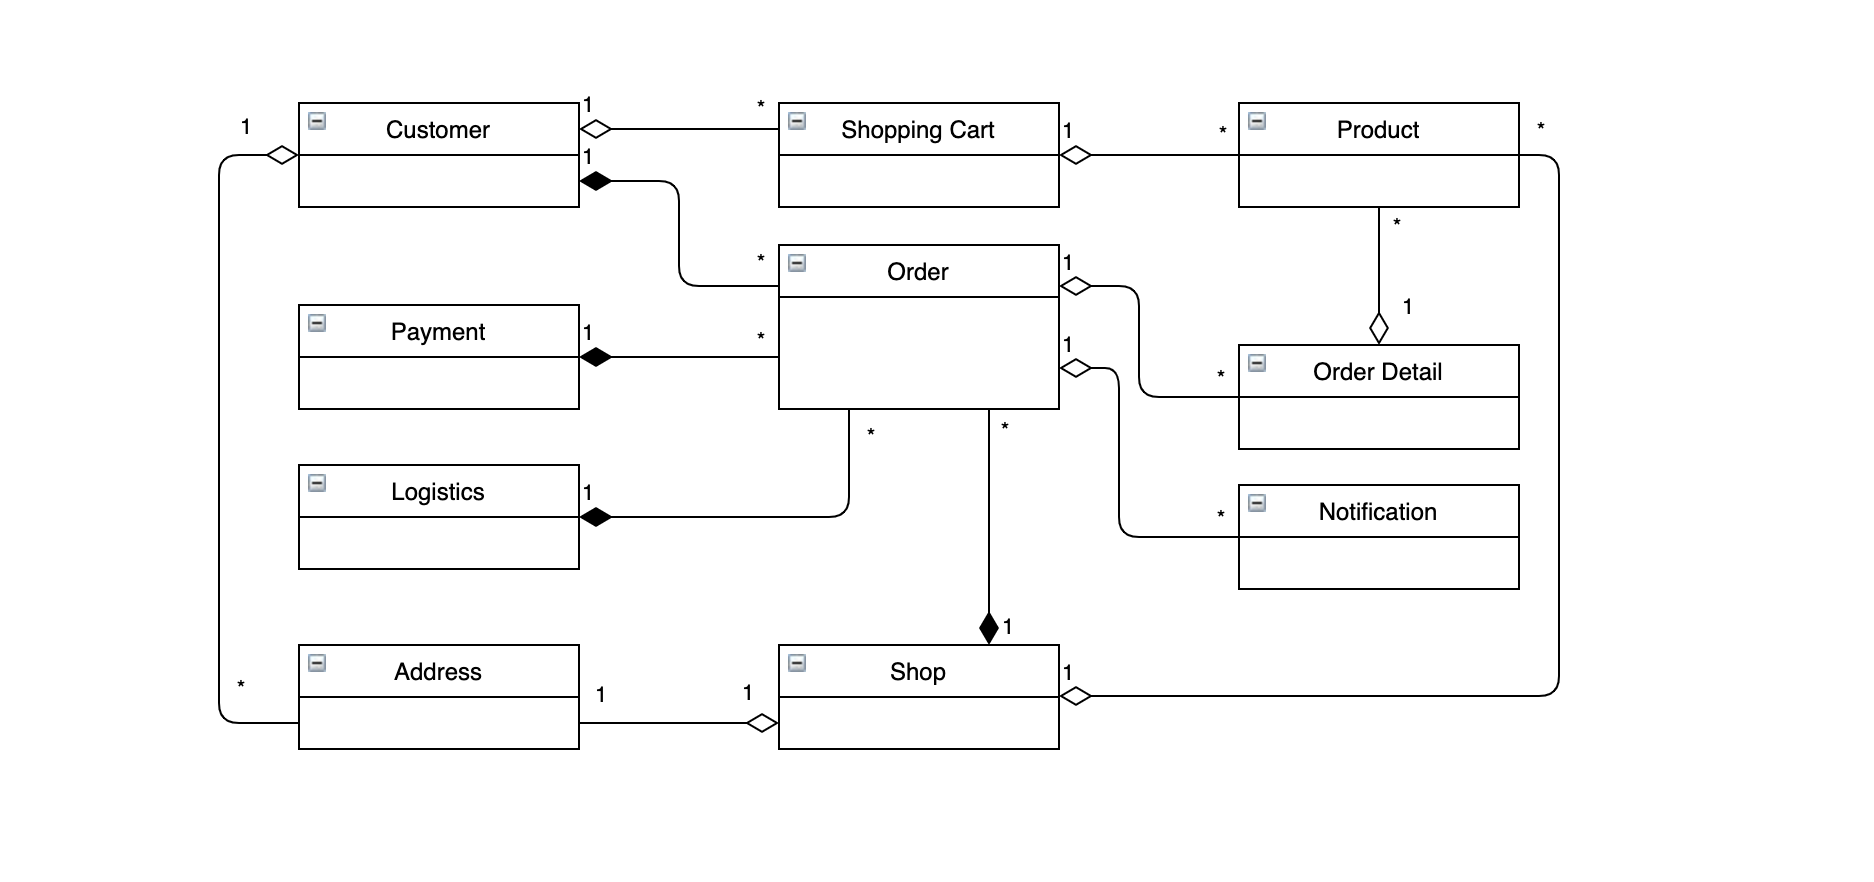 1
Customer
1
*
Shopping Cart
1
*
Product
*
1
*
1
*
Order
1
1
*
Payment
1
*
1
*
Order Detail
*
*
Logistics
1
*
Notification
1
*
Address
1
1
Shop
1